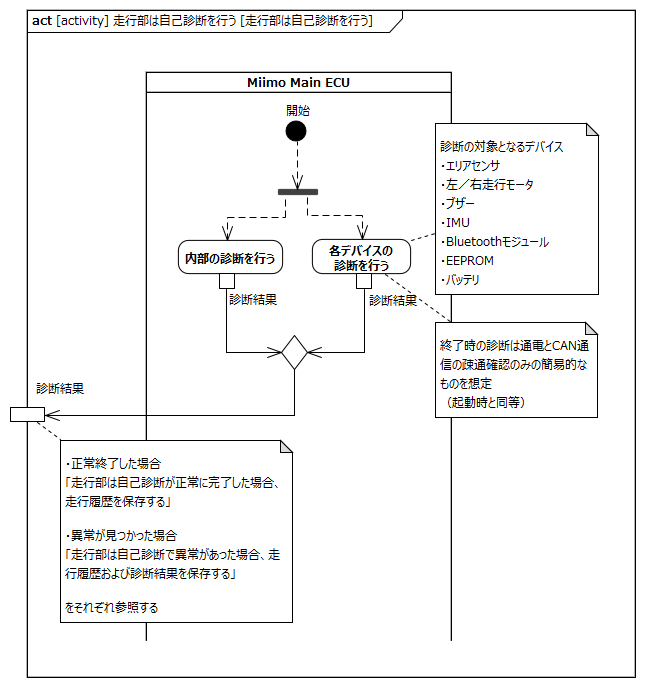 act [activity] 走行部は自己診断を行う [走行部は自己診断を行う]
Miimo Main ECU
開始
診断の対象となるデバイス
・エリアセンサ
・左／右走行モータ
・ブザー
・IMU
・Bluetoothモジュール
・EEPROM
・バッテリ
内部の診断を行う
各デバイスの
診断を行う
診断結果
診断結果
終了時の診断は通電とCAN通
信の疎通確認のみの簡易的な
ものを想定
（起動時と同等）
診断結果
・正常終了した場合
「走行部は自己診断が正常に完了した場合、
走行履歴を保存する」
・異常が見つかった場合
「走行部は自己診断で異常があった場合、走
行履歴および診断結果を保存する」
をそれぞれ参照する